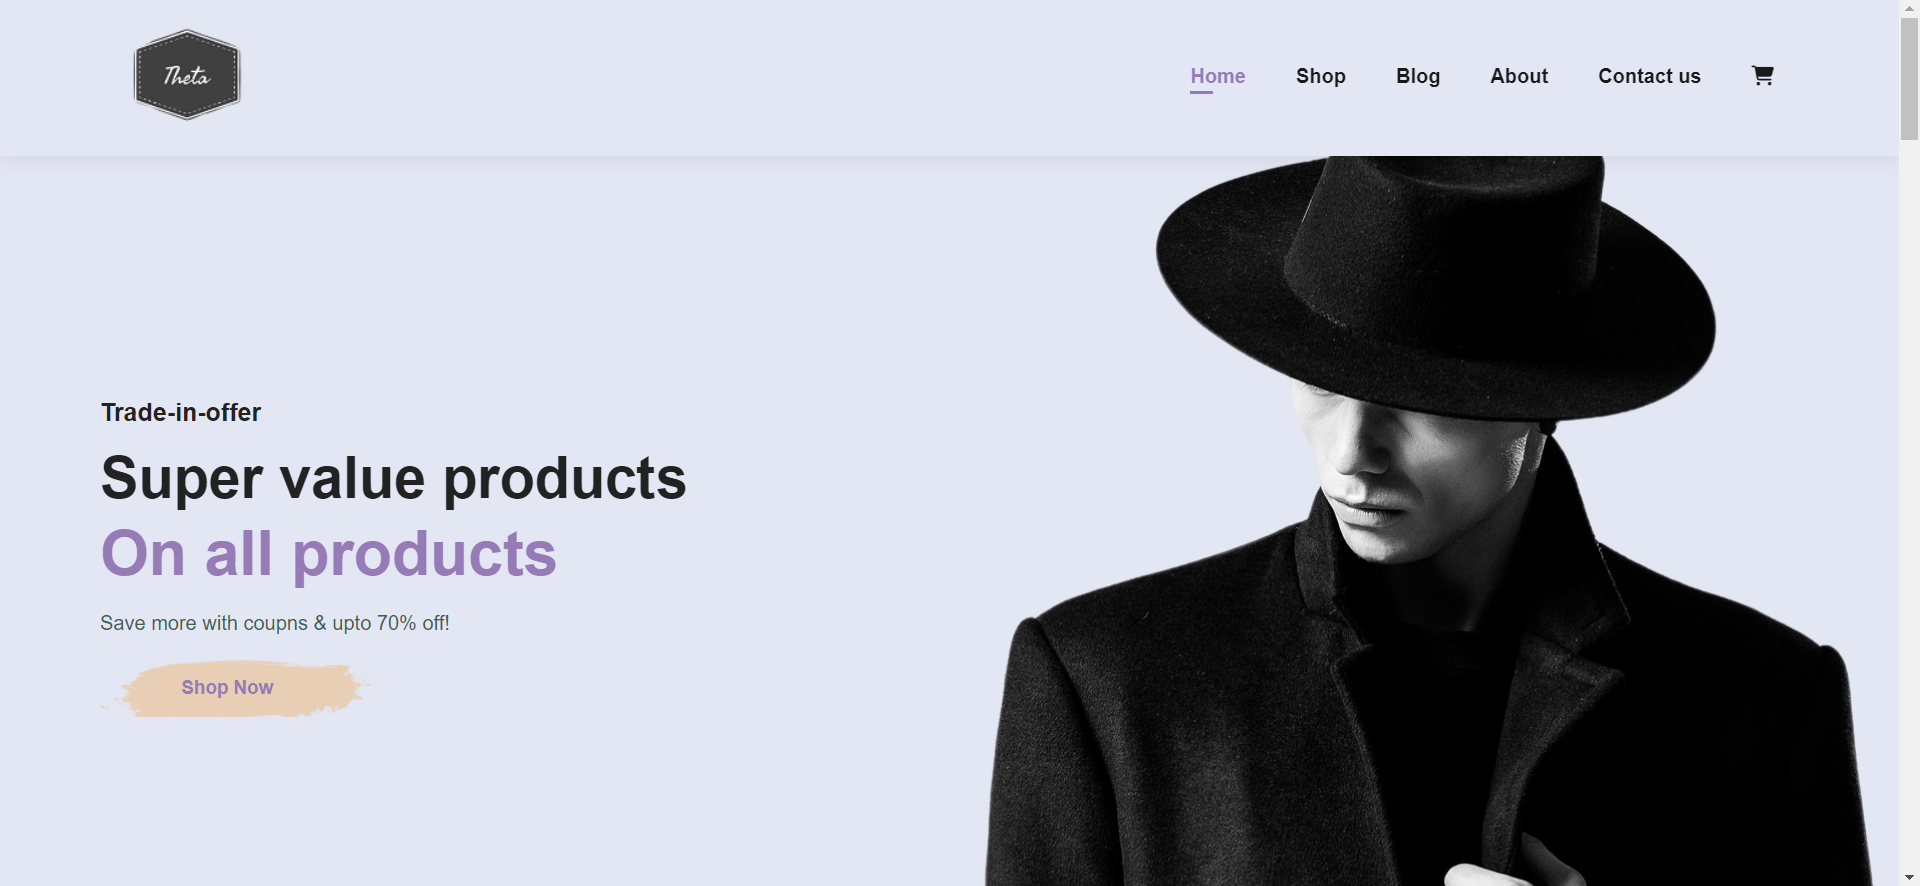 Theta
Home Shop Blog About Contact us
Trade-in-offer
Super value products
On all products
Save more with coupns & upto 70% off!
Shop Now